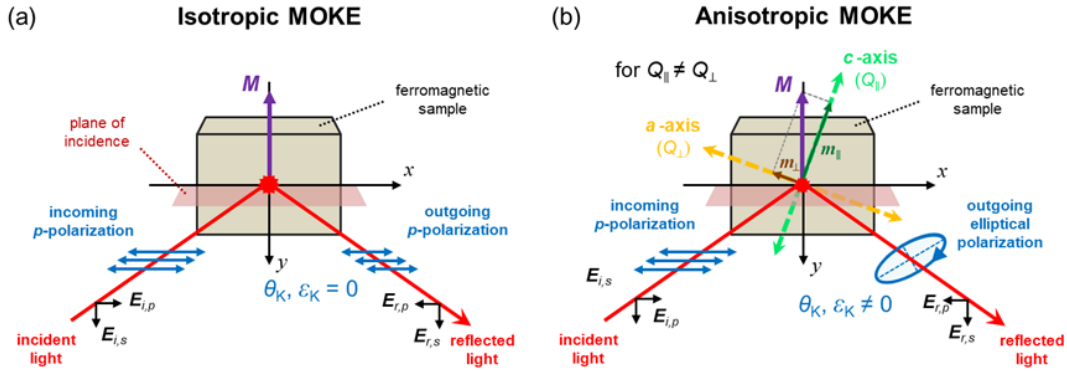 (a)
Isotropic MOKE
M
ferromagnetic
sample
plane of
incidence
x
incoming
p-polarization
outgoing
p-polarization
y
θK, εK = 0
Ei,p
Ei,s
Er,p
Er,s
incident
light
reflected
light
(b)
Anisotropic MOKE
for Q∥ ≠ Q⊥
M
c-axis
(Q∥)
ferromagnetic
sample
a-axis
(Q⊥)
m∥
m⊥
x
incoming
p-polarization
outgoing
elliptical
polarization
y
Ei,s
θK, εK ≠ 0
Ei,p
Er,p
Er,s
incident
light
reflected
light